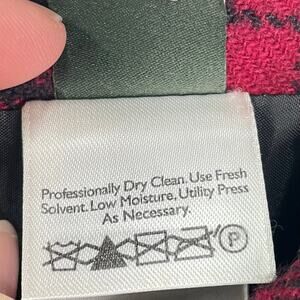 Professionally Dry Clean. Use Fresh
Solvent. Low Moisture, Utility Press
As Necessary.
P